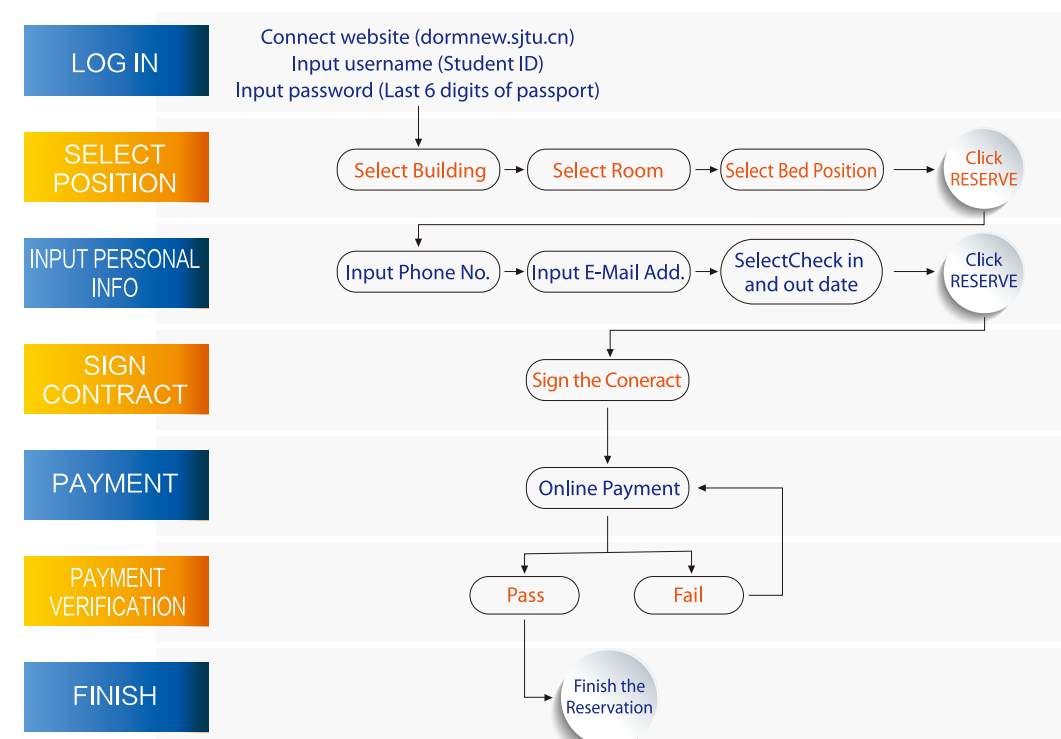 LOG IN
Connect website (dormnew.sjtu.cn)
Input username (Student ID)
Input password (Last 6 digits of passport)
SELECT
POSITION
Select Building
Select Room
Select Bed Position
Click
RESERVE
INPUT PERSONAL
INFO
Input Phone No.
Input E-Mail Add.
SelectCheck in
and out date
Click
RESERVE
SIGN
CONTRACT
Sign the Coneract
PAYMENT
Online Payment
PAYMENT
VERIFICATION
Pass
Fail
FINISH
Finish the
Reservation